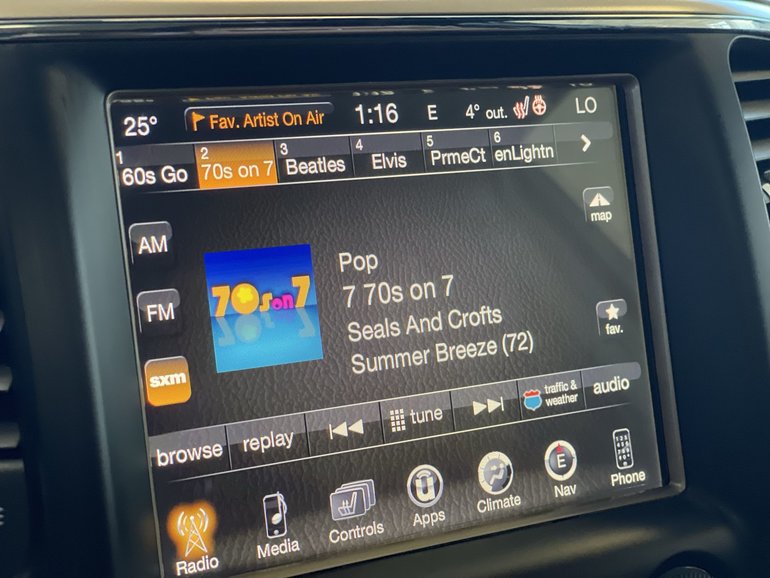 25° Fav. Artist On Air 1:16 E 4° out. LO
1 60s Go 2 70s on 7 3 Beatles 4 Elvis 5 PrmeCt 6 enLightn
map
AM
FM
sxm
70s on 7
Pop
7 70s on 7
Seals And Crofts
Summer Breeze (72)
fav.
browse replay tune traffic & weather audio
Radio Media Controls Apps Climate Nav Phone
U
E